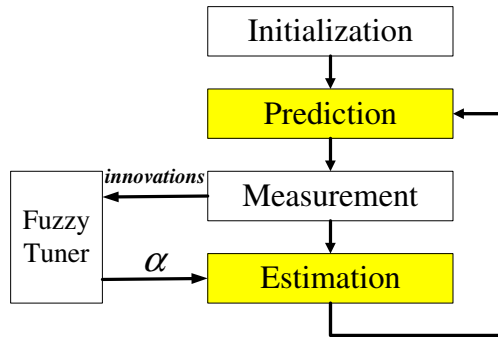 Initialization
Prediction
innovations
Measurement
Fuzzy
Tuner
α
Estimation